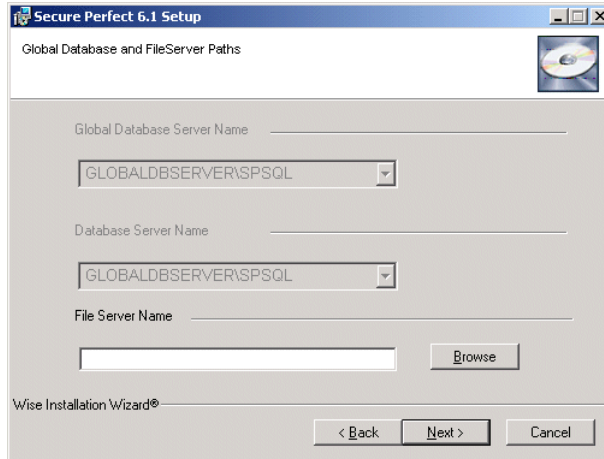 Secure Perfect 6.1 Setup
Global Database and FileServer Paths
Global Database Server Name
GLOBALDBSERVER\SPSQL
Database Server Name
GLOBALDBSERVER\SPSQL
File Server Name
Browse
Wise Installation Wizard®
< Back Next > Cancel